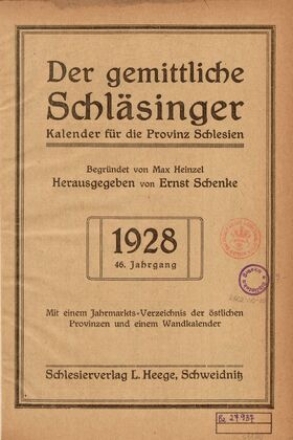 Der gemittliche
Schläsinger
Kalender für die Provinz Schlesien
Begründet von Max Heinzel
Herausgegeben von Ernst Schenke
1928
46. Jahrgang
Mit einem Jahrmarkts-Verzeichnis der östlichen
Provinzen und einem Wandkalender
Schlesierverlag L. Heege, Schweidnitz